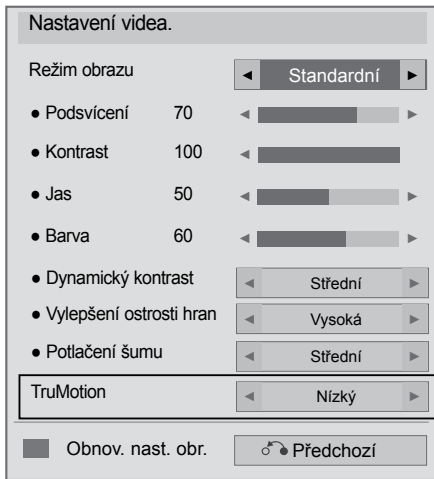 Nastavení videa.
Režim obrazu ◄ Standardní ►
● Podsvícení 70
● Kontrast 100
● Jas 50
● Barva 60
● Dynamický kontrast ◄ Střední ►
● Vylepšení ostrosti hran ◄ Vysoká ►
● Potlačení šumu ◄ Střední ►
TruMotion ◄ Nízký ►
Obnov. nast. obr. Předchozí